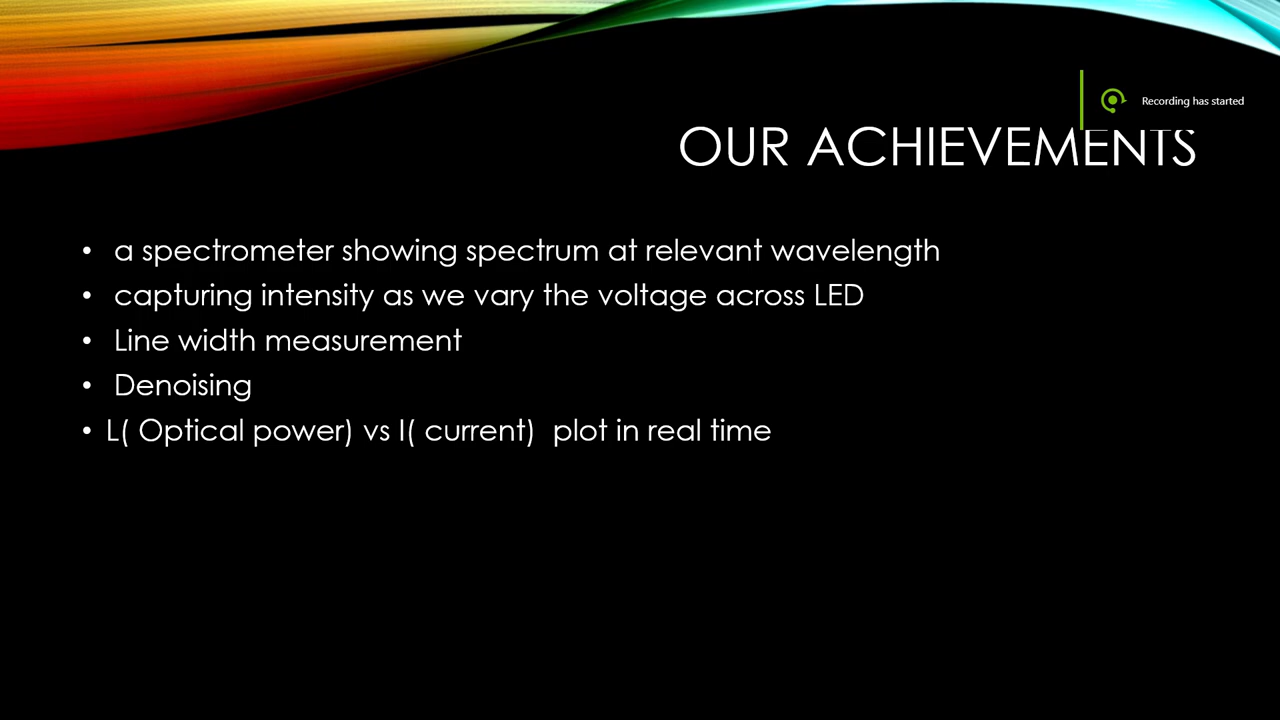 Recording has started
OUR ACHIEVEMENTS
• a spectrometer showing spectrum at relevant wavelength
• capturing intensity as we vary the voltage across LED
• Line width measurement
• Denoising
• L( Optical power) vs I( current)  plot in real time